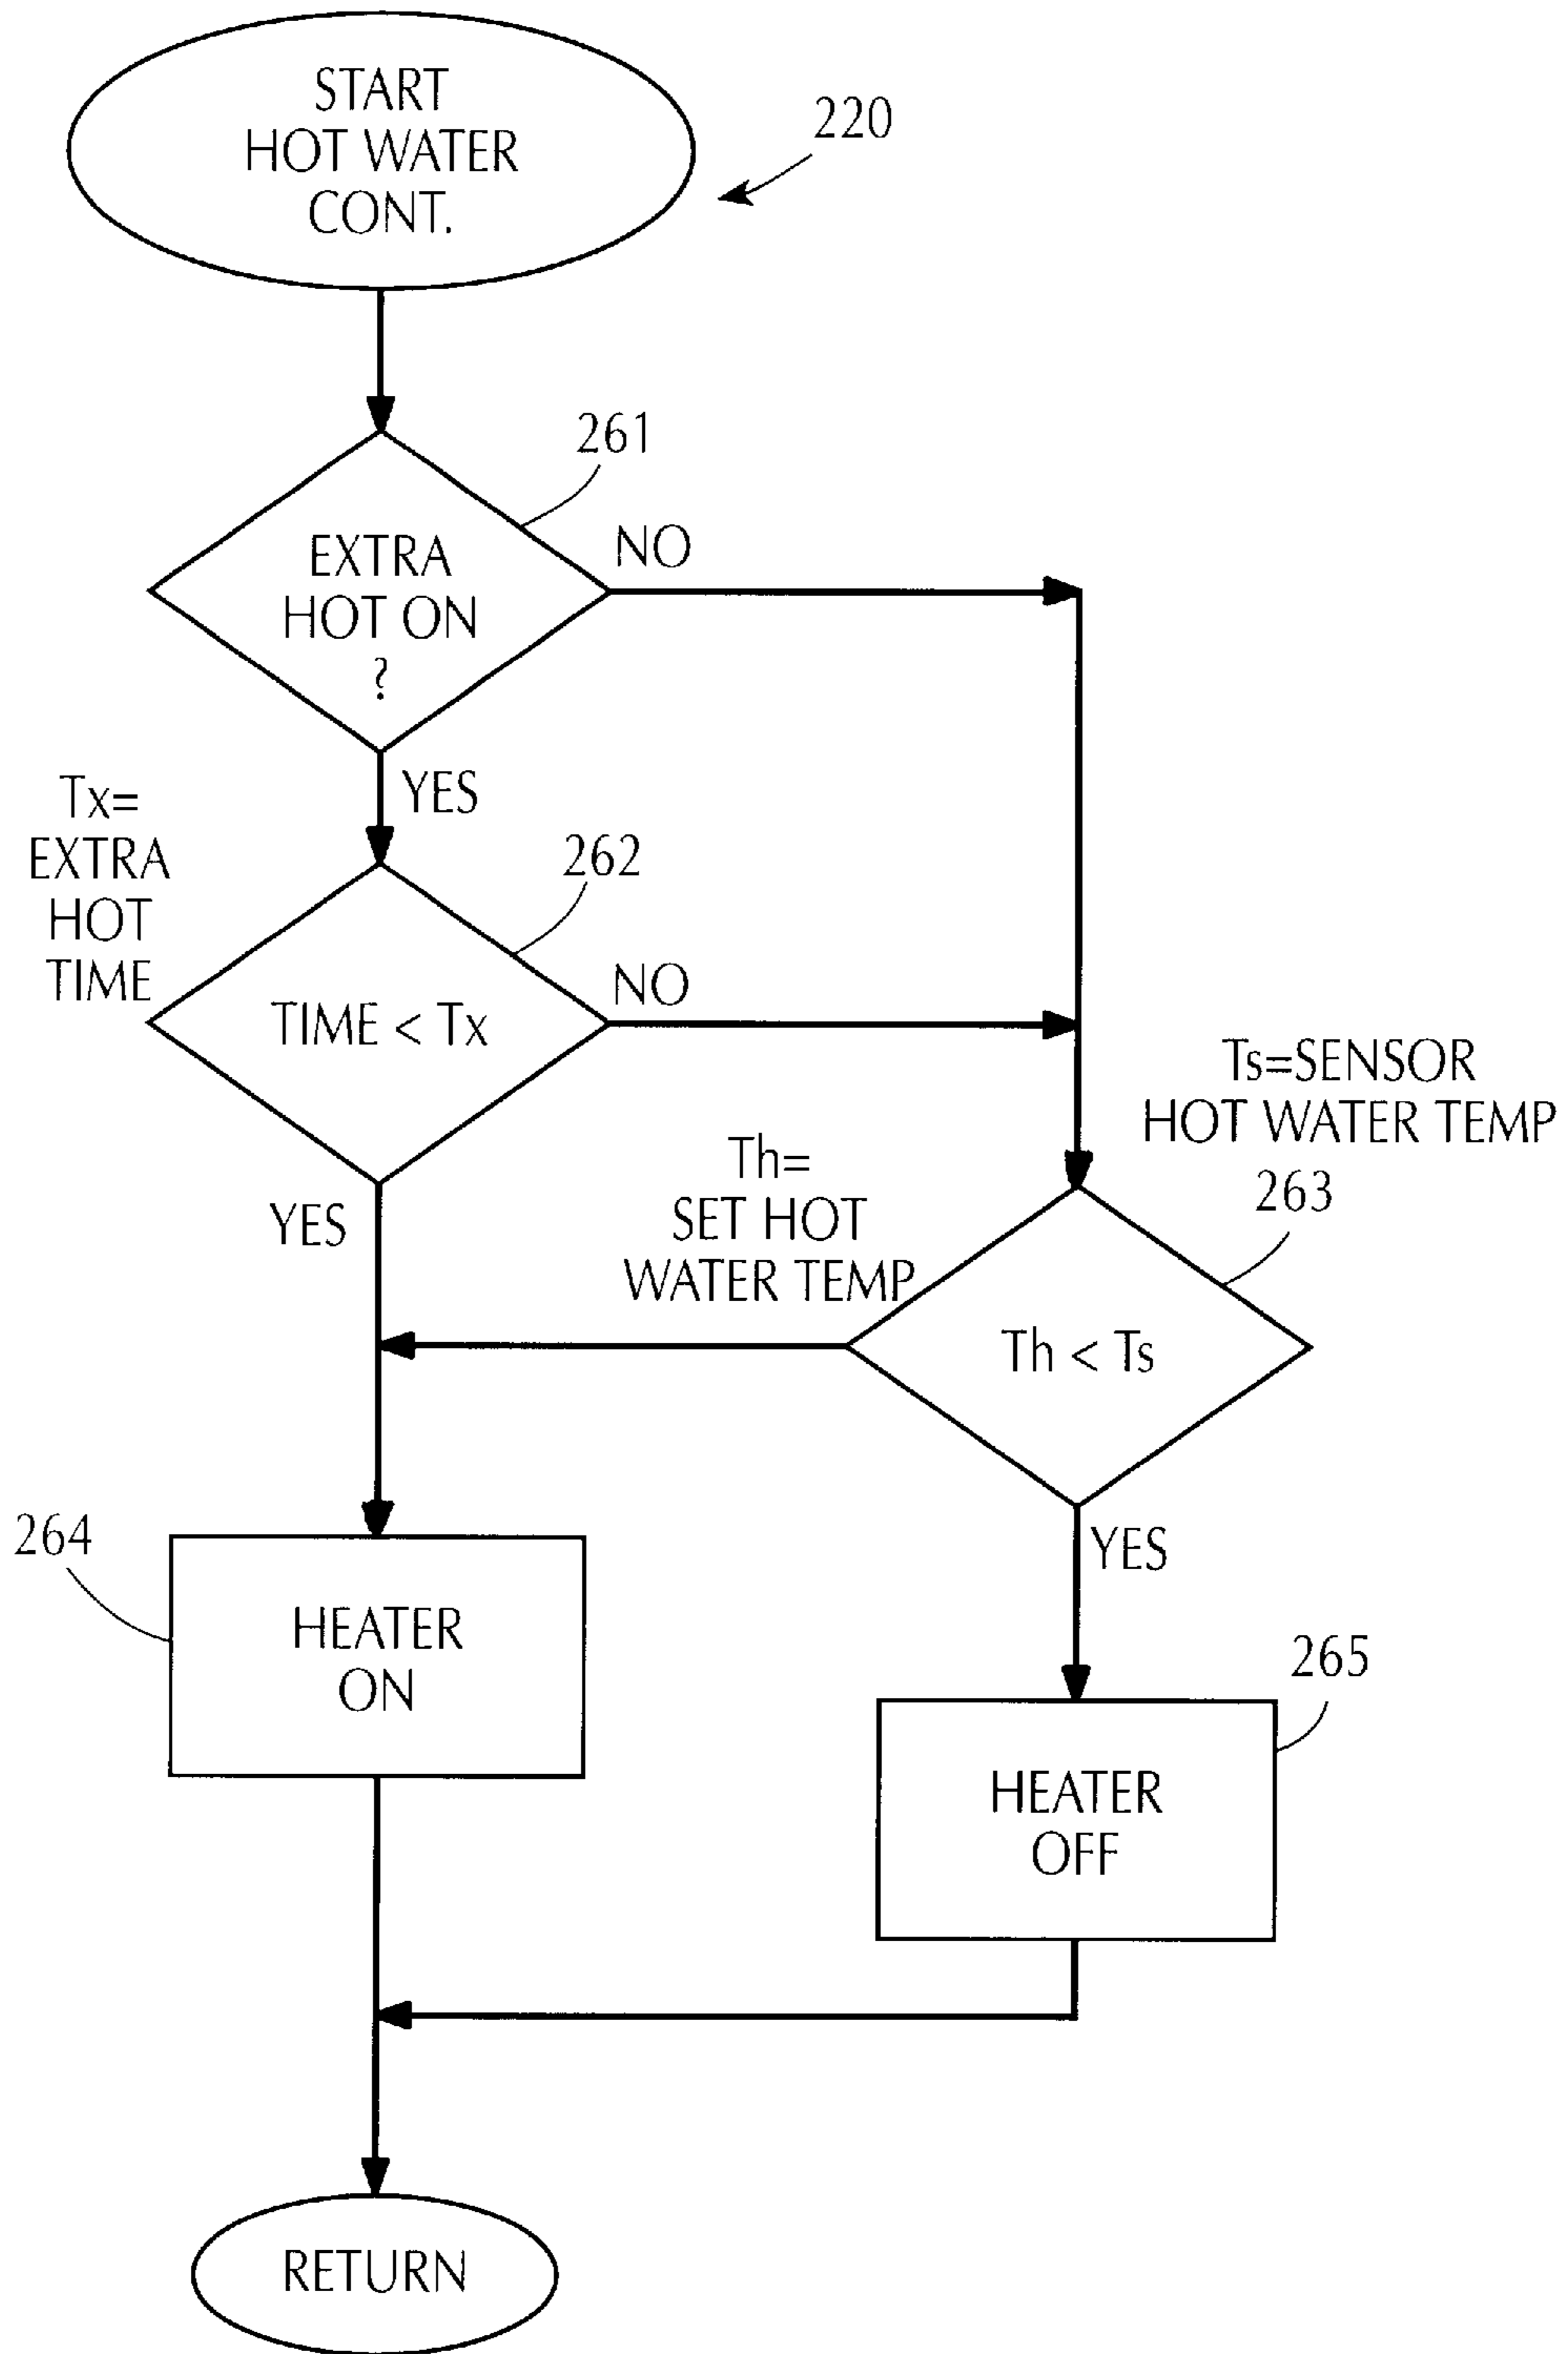 START
HOT WATER
CONT.
220
261
EXTRA
HOT ON
?
NO
YES
Tx=
EXTRA
HOT
TIME
262
TIME < Tx
NO
YES
Ts=SENSOR
HOT WATER TEMP
263
Th=
SET HOT
WATER TEMP
Th < Ts
YES
264
HEATER
ON
265
HEATER
OFF
RETURN